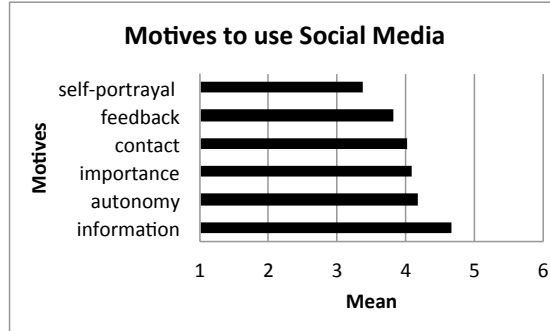 Motives to use Social Media
Motives
self-portrayal
feedback
contact
importance
autonomy
information
1 2 3 4 5 6
Mean